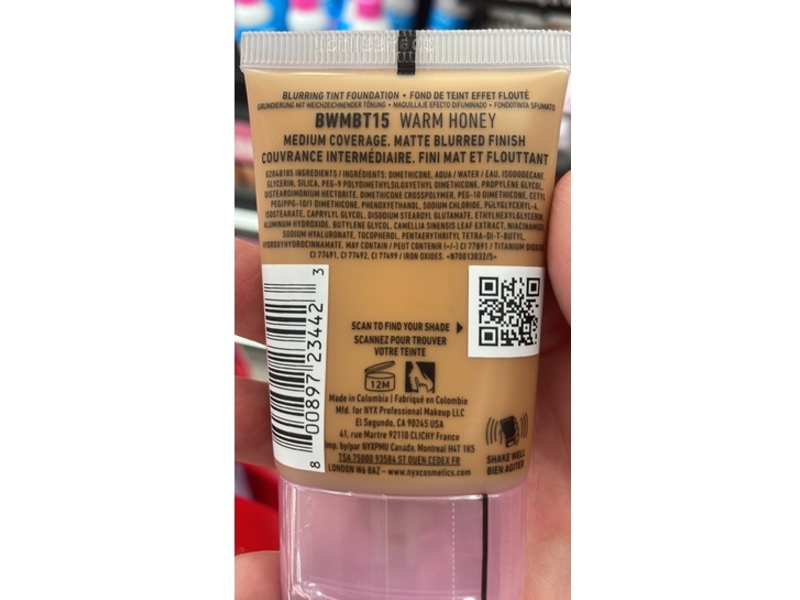 BLURRING TINT FOUNDATION • FOND DE TEINT EFFET FLOUTÉ
GRUNDIERUNG MIT WEICHZEICHNENDER TÖNUNG • MAQUILLAJE EFECTO DIFUMINADO • FONDOTINTA SFUMATO
BWMBT15 WARM HONEY
MEDIUM COVERAGE. MATTE BLURRED FINISH
COUVRANCE INTERMÉDIAIRE. FINI MAT ET FLOUTTANT
G2048185 INGREDIENTS / INGRÉDIENTS: DIMETHICONE, AQUA / WATER / EAU, ISODODECANE,
GLYCERIN, SILICA, PEG-9 POLYDIMETHYLSILOXYETHYL DIMETHICONE, PROPYLENE GLYCOL,
DISTEARDIMONIUM HECTORITE, DIMETHICONE CROSSPOLYMER, PEG-10 DIMETHICONE, CETYL
PEG/PPG-10/1 DIMETHICONE, PHENOXYETHANOL, SODIUM CHLORIDE, POLYGLYCERYL-4
ISOSTEARATE, CAPRYLYL GLYCOL, DISODIUM STEAROYL GLUTAMATE, ETHYLHEXYLGLYCERIN,
ALUMINUM HYDROXIDE, BUTYLENE GLYCOL, CAMELLIA SINENSIS LEAF EXTRACT, NIACINAMIDE,
SODIUM HYALURONATE, TOCOPHEROL, PENTAERYTHRITYL TETRA-DI-T-BUTYL
HYDROXYHYDROCINNAMATE. MAY CONTAIN / PEUT CONTENIR (+/-) CI 77891 / TITANIUM DIOXIDE,
CI 77491, CI 77492, CI 77499 / IRON OXIDES. <N70013032/5>
8 00897 23442 3
SCAN TO FIND YOUR SHADE
SCANNEZ POUR TROUVER
VOTRE TEINTE
12M
Made in Colombia | Fabriqué en Colombie
Mfd. for NYX Professional Makeup LLC
El Segundo, CA 90245 USA
41, rue Martre 92110 CLICHY France
Imp. by/par NYXPMU Canada, Montreal H4T 1K5
TSA 75000 93584 ST OUEN CEDEX FR
LONDON W6 8AZ - www.nyxcosmetics.com
SHAKE WELL
BIEN AGITER